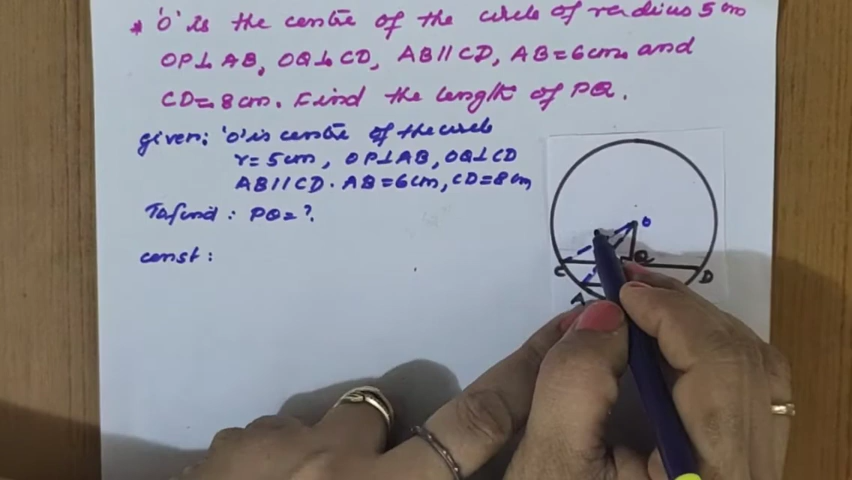 * 'O' is the centre of the circle of radius 5 cm
OP⊥AB, OQ⊥CD, AB∥CD, AB=6cm and
CD=8cm. Find the length of PQ.
given: 'O' is centre of the circle
r=5cm, OP⊥AB, OQ⊥CD
AB∥CD. AB=6cm, CD=8cm
Tofind: PQ=?
const:
O
C Q D
A